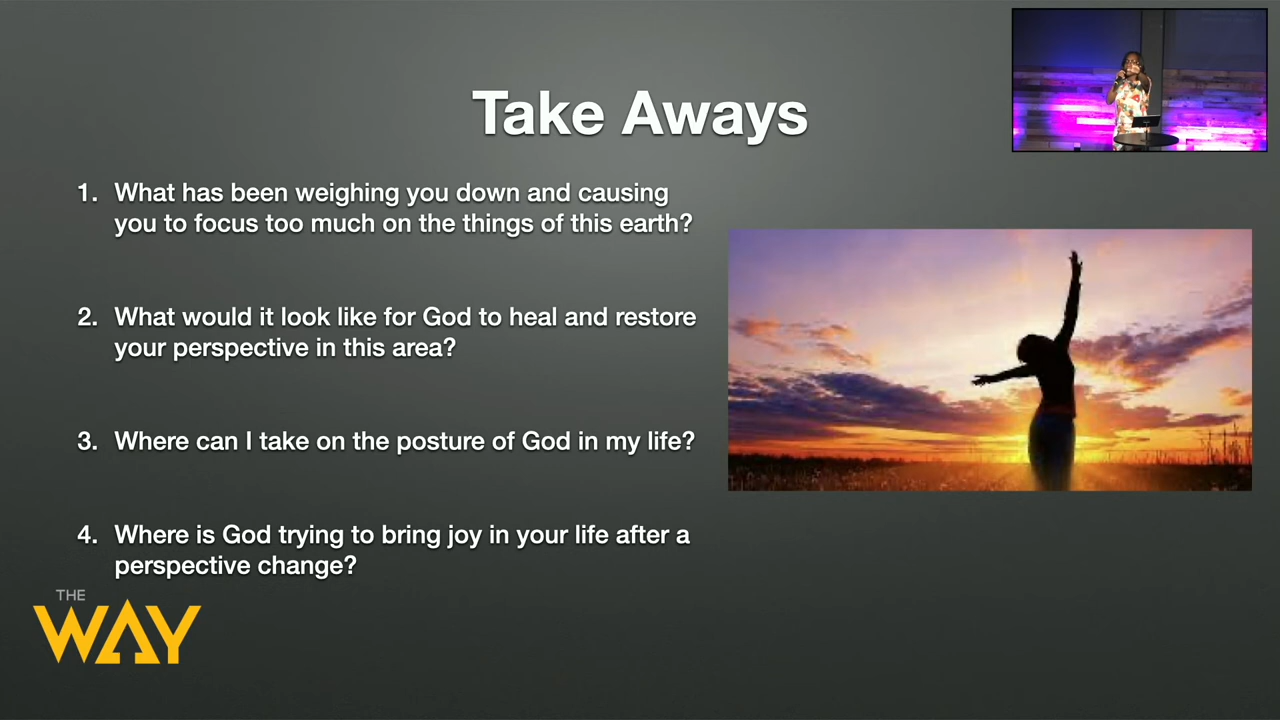 Take Aways
1. What has been weighing you down and causing
you to focus too much on the things of this earth?
2. What would it look like for God to heal and restore
your perspective in this area?
3. Where can I take on the posture of God in my life?
4. Where is God trying to bring joy in your life after a
perspective change?
THE
WAY